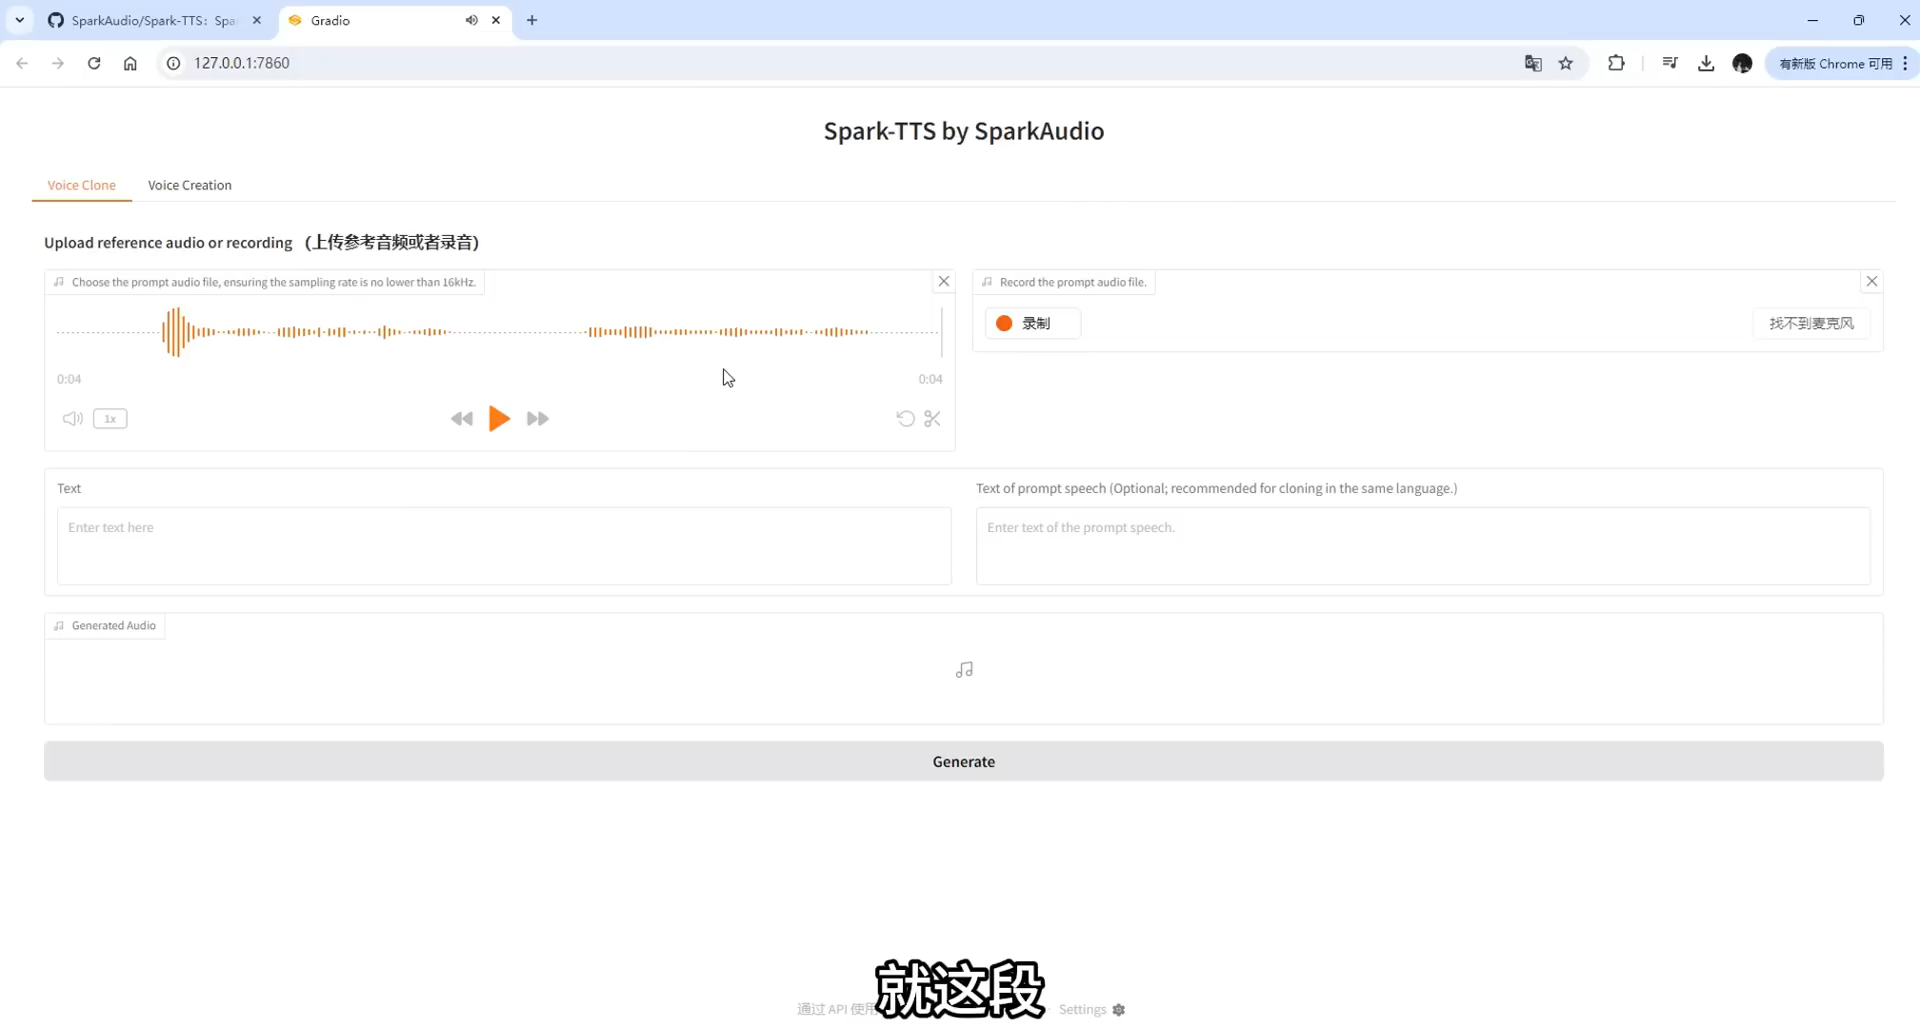 SparkAudio/Spark-TTS: Spa
Gradio
127.0.0.1:7860
有新版 Chrome 可用
Spark-TTS by SparkAudio
Voice Clone
Voice Creation
Upload reference audio or recording （上传参考音频或者录音）
Choose the prompt audio file, ensuring the sampling rate is no lower than 16kHz.
Record the prompt audio file.
录制
找不到麦克风
0:04
0:04
1x
Text
Text of prompt speech (Optional; recommended for cloning in the same language.)
Enter text here
Enter text of the prompt speech.
Generated Audio
Generate
就这段
通过 API 使用
Settings